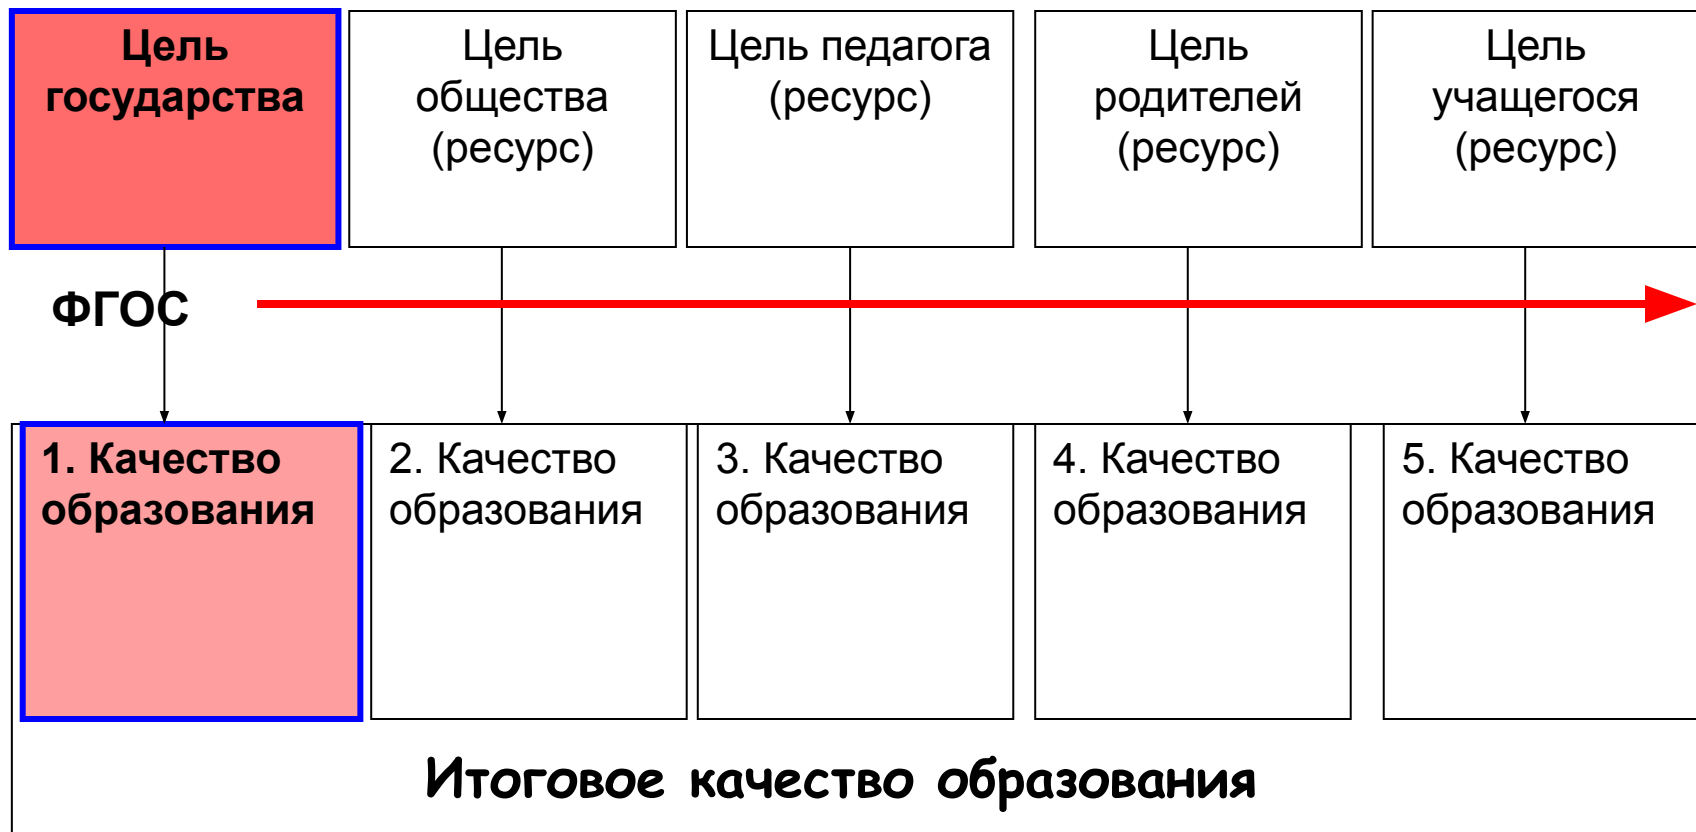 Цель
государства
Цель
общества
(ресурс)
Цель педагога
(ресурс)
Цель
родителей
(ресурс)
Цель
учащегося
(ресурс)
ФГОС
1. Качество
образования
2. Качество
образования
3. Качество
образования
4. Качество
образования
5. Качество
образования
Итоговое качество образования